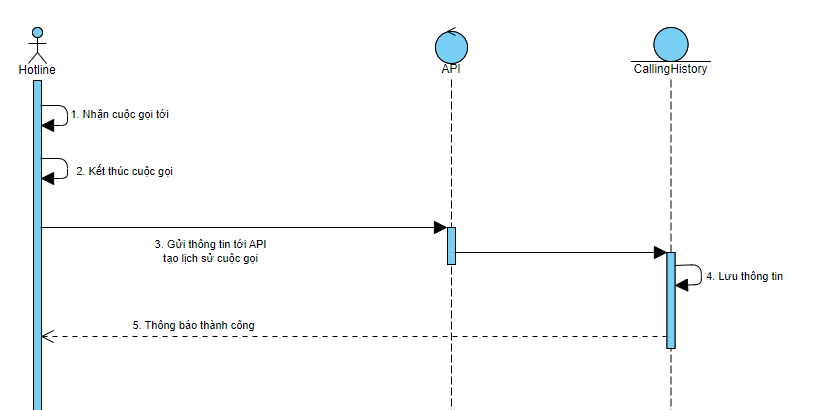 Hotline
API
CallingHistory
1. Nhận cuộc gọi tới
2. Kết thúc cuộc gọi
3. Gửi thông tin tới API
tạo lịch sử cuộc gọi
4. Lưu thông tin
5. Thông báo thành công